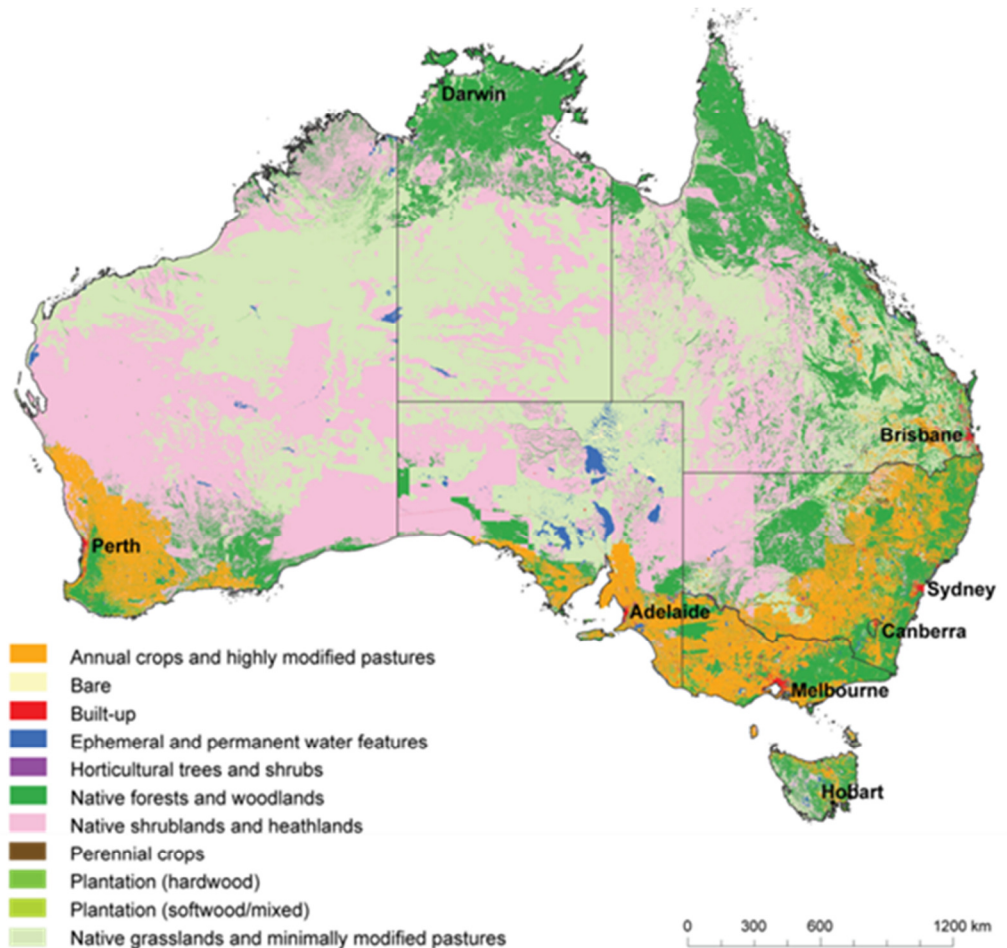 Darwin
Brisbane
Perth
Sydney
Adelaide
Canberra
Melbourne
Hobart
Annual crops and highly modified pastures
Bare
Built-up
Ephemeral and permanent water features
Horticultural trees and shrubs
Native forests and woodlands
Native shrublands and heathlands
Perennial crops
Plantation (hardwood)
Plantation (softwood/mixed)
Native grasslands and minimally modified pastures
0 300 600 1200 km